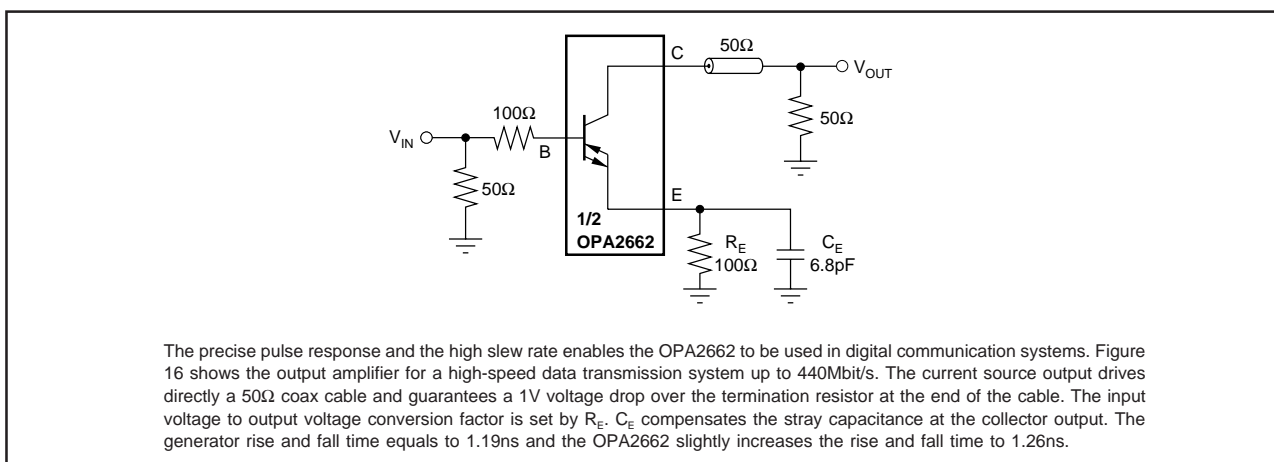 C
50Ω
V_OUT
100Ω
50Ω
V_IN
B
50Ω
E
1/2
OPA2662
R_E
100Ω
C_E
6.8pF
The precise pulse response and the high slew rate enables the OPA2662 to be used in digital communication systems. Figure
16 shows the output amplifier for a high-speed data transmission system up to 440Mbit/s. The current source output drives
directly a 50Ω coax cable and guarantees a 1V voltage drop over the termination resistor at the end of the cable. The input
voltage to output voltage conversion factor is set by R_E. C_E compensates the stray capacitance at the collector output. The
generator rise and fall time equals to 1.19ns and the OPA2662 slightly increases the rise and fall time to 1.26ns.